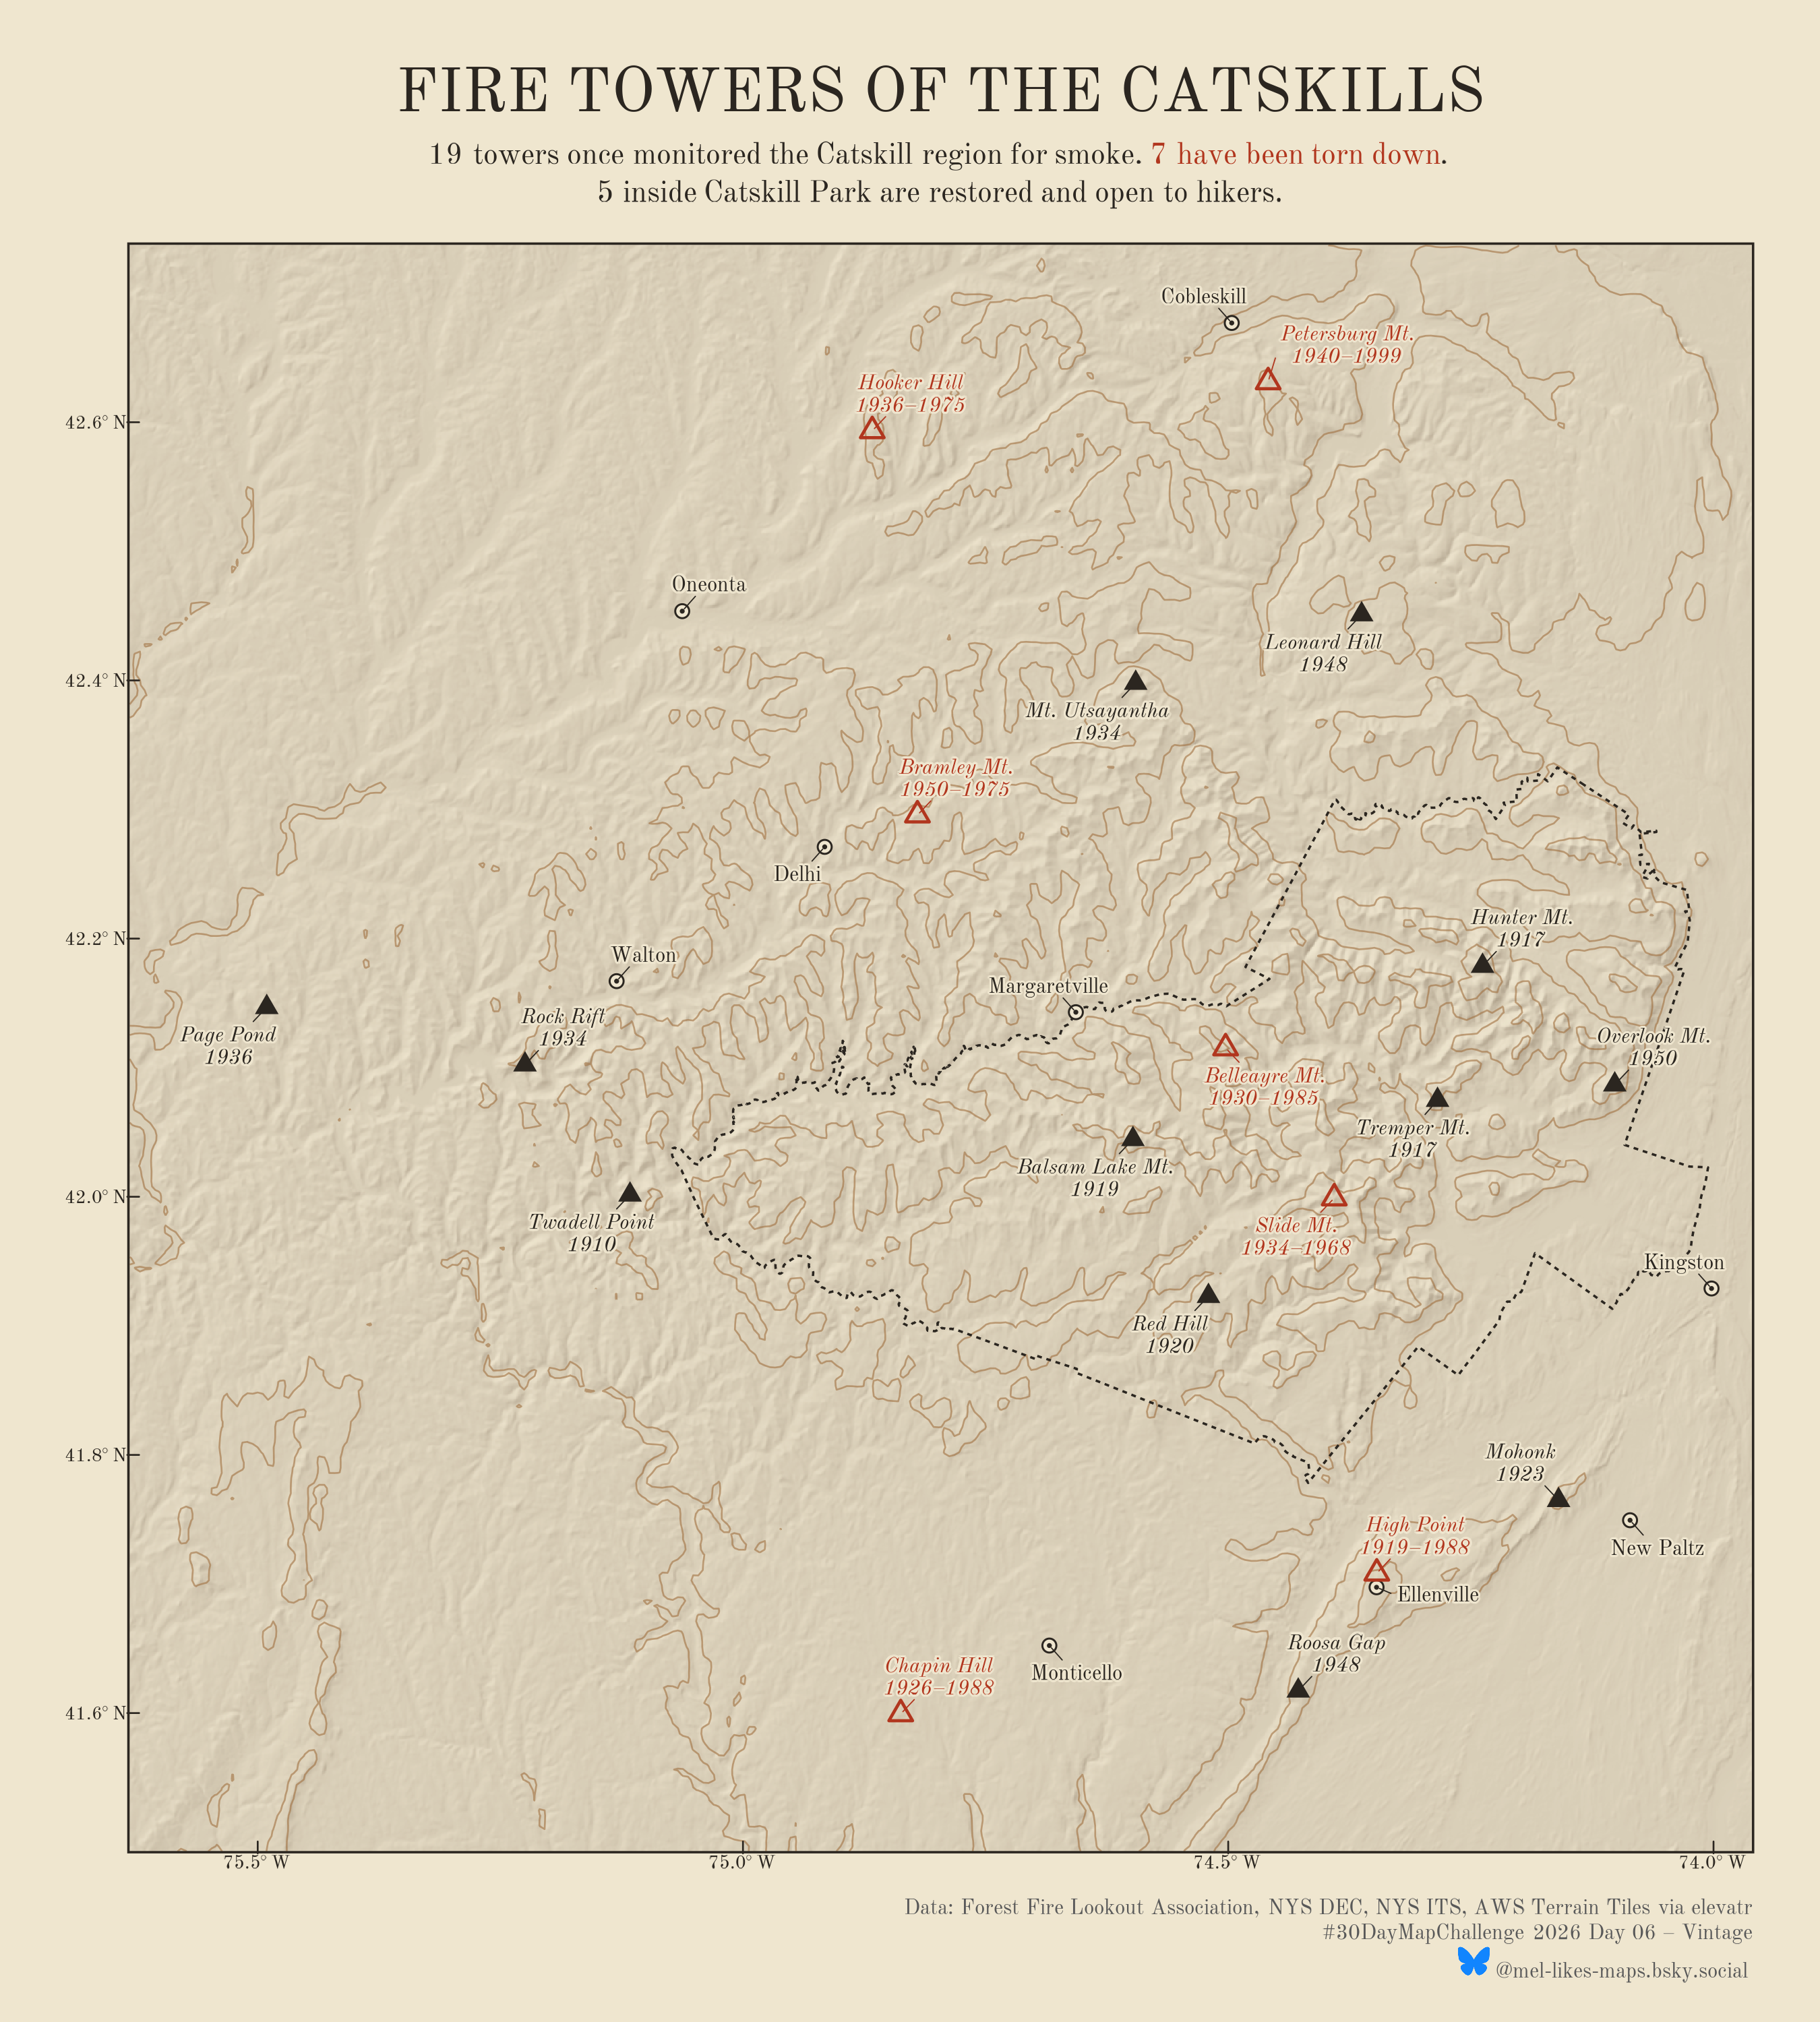 FIRE TOWERS OF THE CATSKILLS
19 towers once monitored the Catskill region for smoke. 7 have been torn down.
5 inside Catskill Park are restored and open to hikers.
Cobleskill
Petersburg Mt.
1940–1999
Hooker Hill
1936–1975
42.6° N
Oneonta
Leonard Hill
1948
42.4° N
Mt. Utsayantha
1934
Bramley Mt.
1950–1975
Delhi
Hunter Mt.
1917
42.2° N
Walton
Margaretville
Page Pond
1936
Rock Rift
1934
Overlook Mt.
1950
Belleayre Mt.
1930–1985
Tremper Mt.
1917
Balsam Lake Mt.
1919
42.0° N
Twadell Point
1910
Slide Mt.
1934–1968
Kingston
Red Hill
1920
41.8° N
Mohonk
1923
High Point
1919–1988
New Paltz
Ellenville
Roosa Gap
1948
Monticello
Chapin Hill
1926–1988
41.6° N
75.5° W
75.0° W
74.5° W
74.0° W
Data: Forest Fire Lookout Association, NYS DEC, NYS ITS, AWS Terrain Tiles via elevatr
#30DayMapChallenge 2026 Day 06 – Vintage
@mel-likes-maps.bsky.social